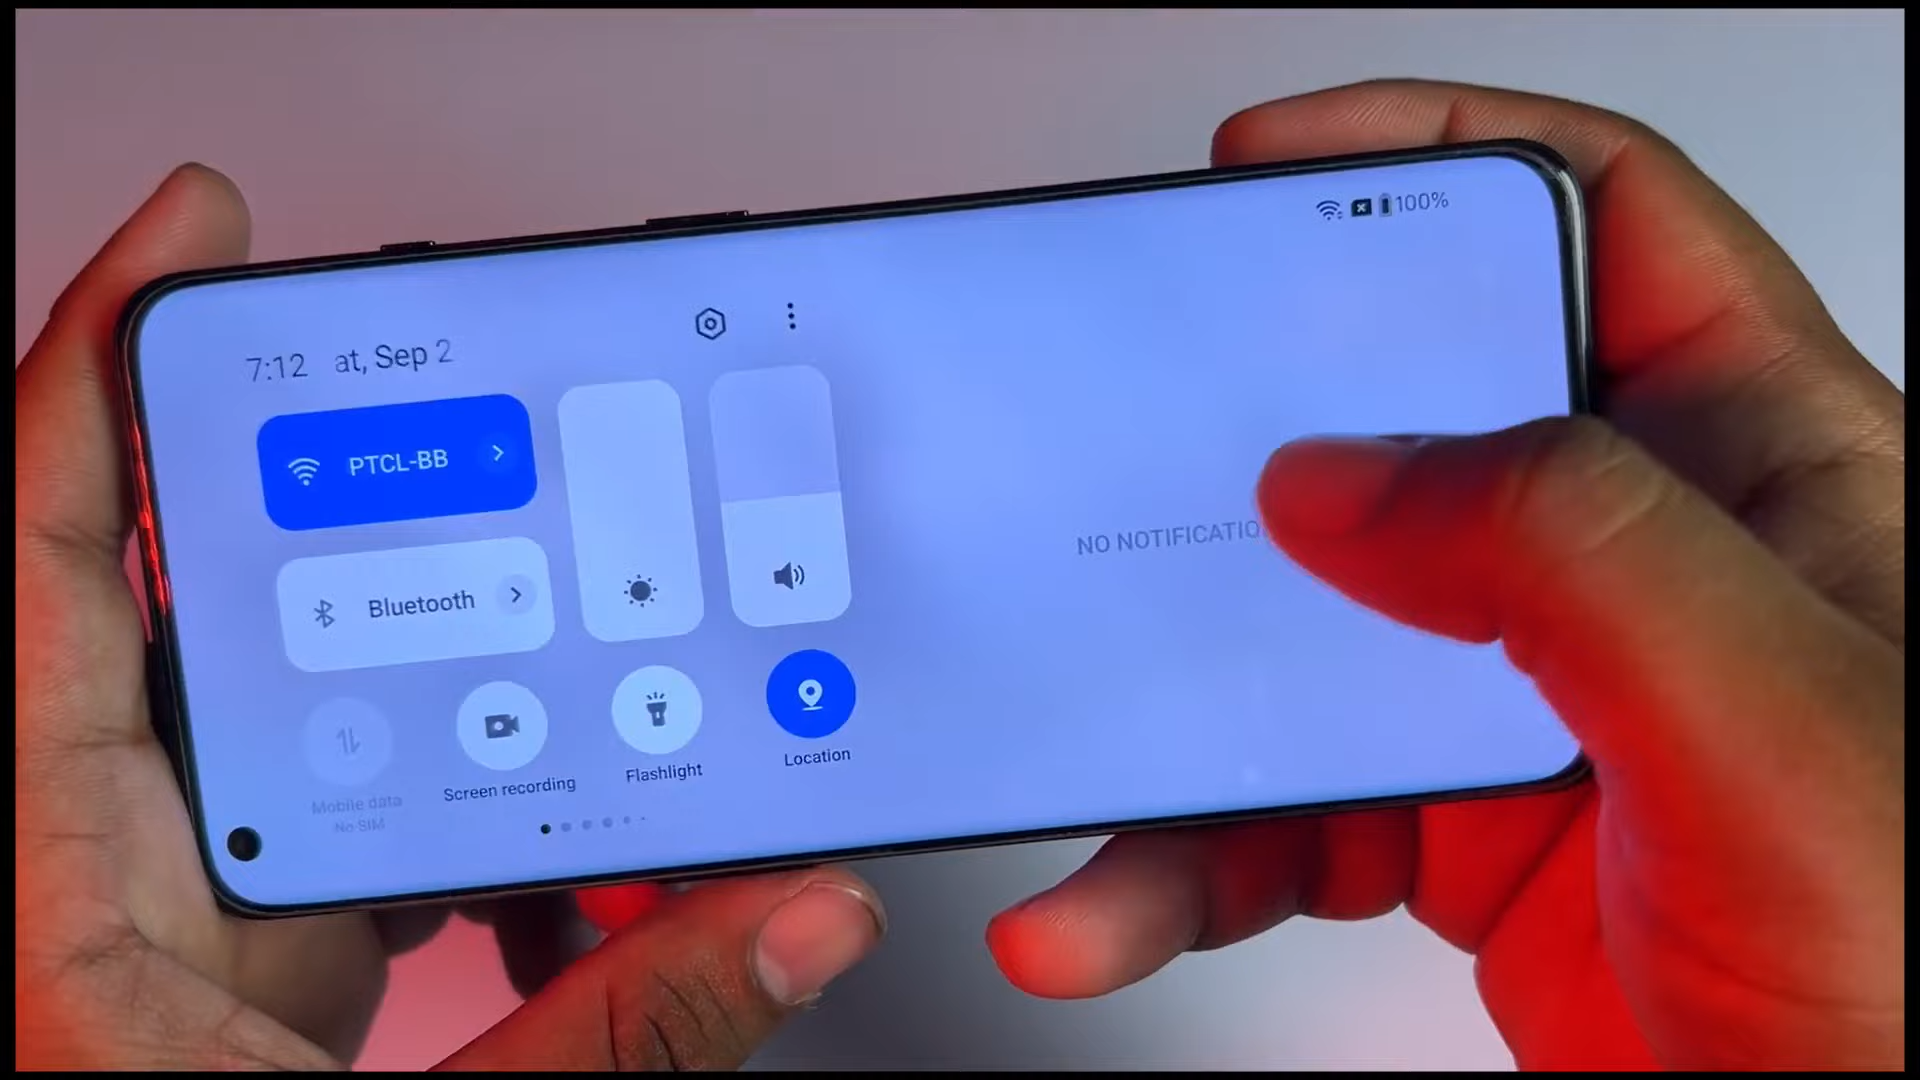 100%
7:12 at, Sep 2
PTCL-BB
Bluetooth
NO NOTIFICATIO
Mobile data
No SIM
Screen recording
Flashlight
Location